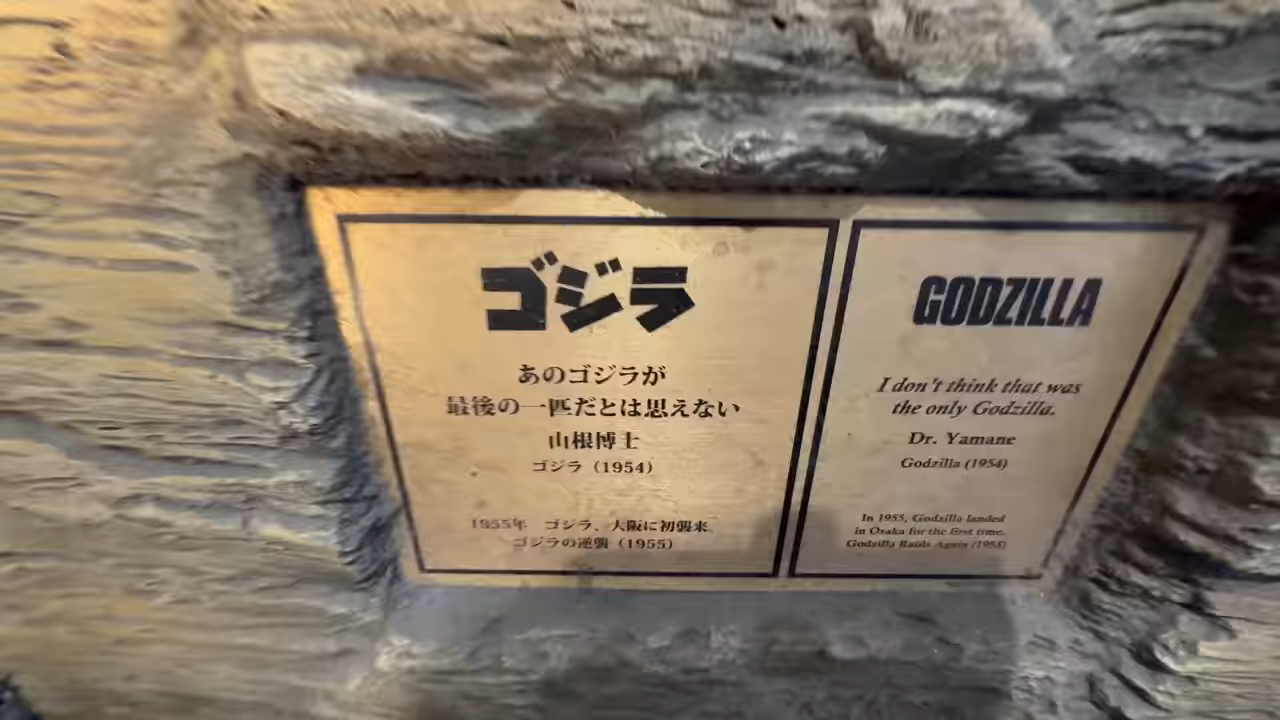 ゴジラ
あのゴジラが
最後の一匹だとは思えない
山根博士
ゴジラ（1954）
1955年 ゴジラ、大阪に初襲来。
ゴジラの逆襲（1955）
GODZILLA
I don't think that was
the only Godzilla.
Dr. Yamane
Godzilla (1954)
In 1955, Godzilla landed
in Osaka for the first time.
Godzilla Raids Again (1955)